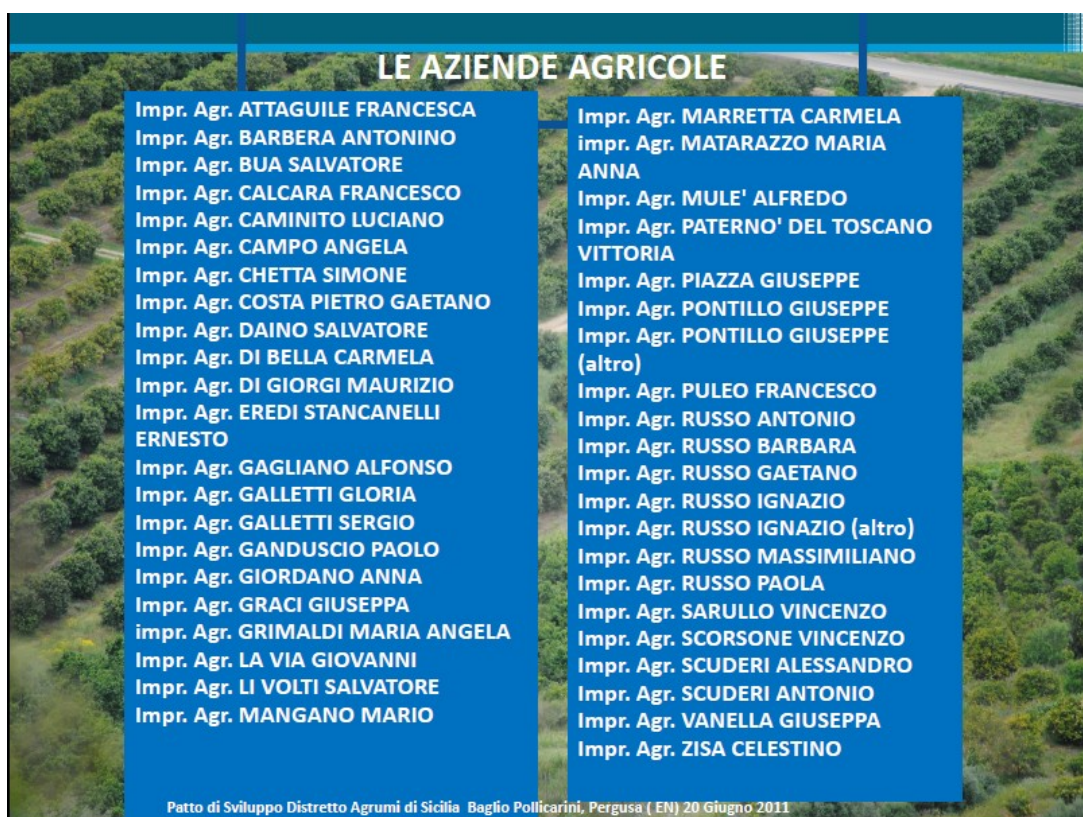 LE AZIENDE AGRICOLE
Impr. Agr. ATTAGUILE FRANCESCA
Impr. Agr. BARBERA ANTONINO
Impr. Agr. BUA SALVATORE
Impr. Agr. CALCARA FRANCESCO
Impr. Agr. CAMINITO LUCIANO
Impr. Agr. CAMPO ANGELA
Impr. Agr. CHETTA SIMONE
Impr. Agr. COSTA PIETRO GAETANO
Impr. Agr. DAINO SALVATORE
Impr. Agr. DI BELLA CARMELA
Impr. Agr. DI GIORGI MAURIZIO
Impr. Agr. EREDI STANCANELLI
ERNESTO
Impr. Agr. GAGLIANO ALFONSO
Impr. Agr. GALLETTI GLORIA
Impr. Agr. GALLETTI SERGIO
Impr. Agr. GANDUSCIO PAOLO
Impr. Agr. GIORDANO ANNA
Impr. Agr. GRACI GIUSEPPA
impr. Agr. GRIMALDI MARIA ANGELA
Impr. Agr. LA VIA GIOVANNI
Impr. Agr. LI VOLTI SALVATORE
Impr. Agr. MANGANO MARIO
Impr. Agr. MARRETTA CARMELA
impr. Agr. MATARAZZO MARIA
ANNA
Impr. Agr. MULE' ALFREDO
Impr. Agr. PATERNO' DEL TOSCANO
VITTORIA
Impr. Agr. PIAZZA GIUSEPPE
Impr. Agr. PONTILLO GIUSEPPE
Impr. Agr. PONTILLO GIUSEPPE
(altro)
Impr. Agr. PULEO FRANCESCO
Impr. Agr. RUSSO ANTONIO
Impr. Agr. RUSSO BARBARA
Impr. Agr. RUSSO GAETANO
Impr. Agr. RUSSO IGNAZIO
Impr. Agr. RUSSO IGNAZIO (altro)
Impr. Agr. RUSSO MASSIMILIANO
Impr. Agr. RUSSO PAOLA
Impr. Agr. SARULLO VINCENZO
Impr. Agr. SCORSONE VINCENZO
Impr. Agr. SCUDERI ALESSANDRO
Impr. Agr. SCUDERI ANTONIO
Impr. Agr. VANELLA GIUSEPPA
Impr. Agr. ZISA CELESTINO
Patto di Sviluppo Distretto Agrumi di Sicilia Baglio Pollicarini, Pergusa ( EN) 20 Giugno 2011